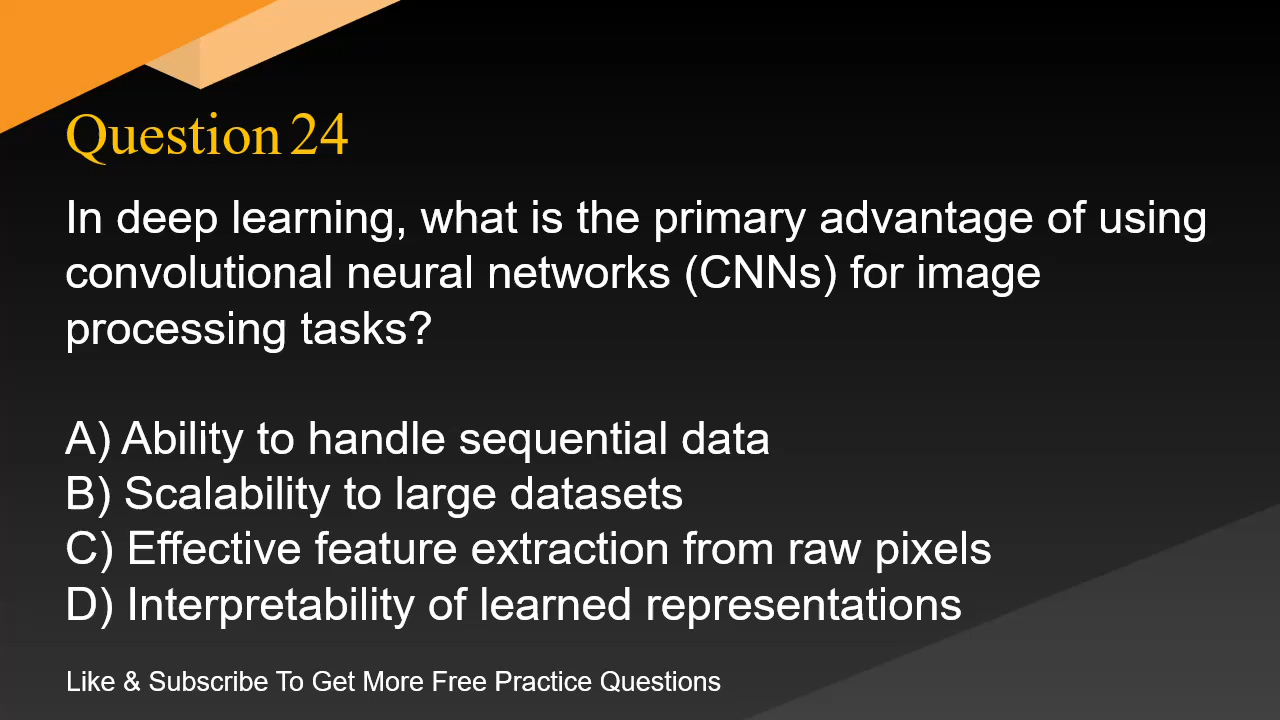 Question 24
In deep learning, what is the primary advantage of using
convolutional neural networks (CNNs) for image
processing tasks?
A) Ability to handle sequential data
B) Scalability to large datasets
C) Effective feature extraction from raw pixels
D) Interpretability of learned representations
Like & Subscribe To Get More Free Practice Questions